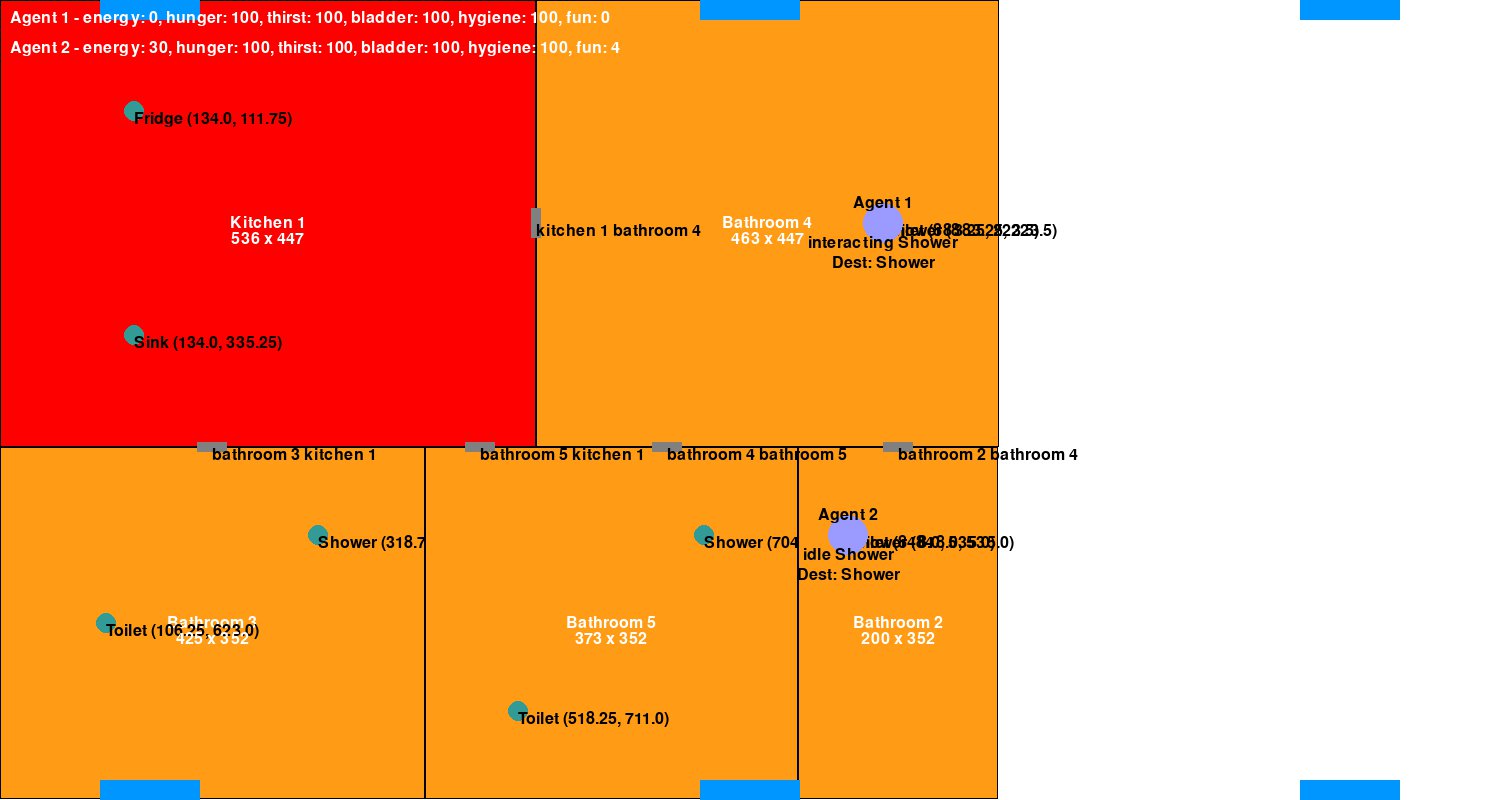 Agent 1 - energy: 0, hunger: 100, thirst: 100, bladder: 100, hygiene: 100, fun: 0
Agent 2 - energy: 30, hunger: 100, thirst: 100, bladder: 100, hygiene: 100, fun: 4
Fridge (134.0, 111.75)
Agent 1
Kitchen 1
536 x 447
kitchen 1 bathroom 4
Bathroom 4
463 x 447
interacting Shower
Dest: Shower
Sink (134.0, 335.25)
bathroom 3 kitchen 1
bathroom 5 kitchen 1
bathroom 4 bathroom 5
bathroom 2 bathroom 4
Agent 2
Shower (318.7
Shower (704
idle Shower
Dest: Shower
Bathroom 3
425 x 352
Toilet (106.25, 623.0)
Bathroom 5
373 x 352
Bathroom 2
200 x 352
Toilet (518.25, 711.0)